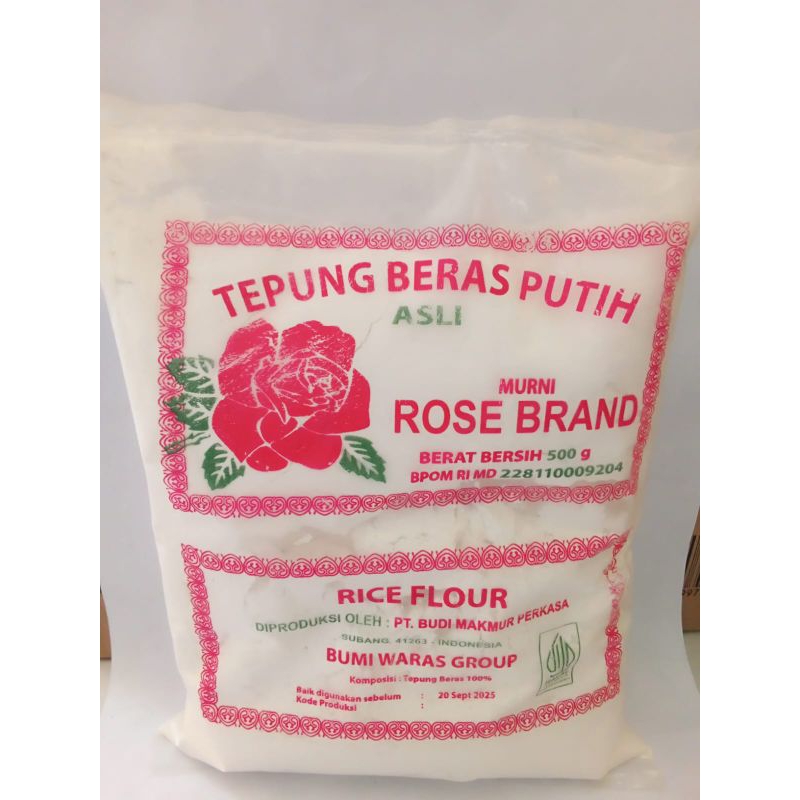 TEPUNG BERAS PUTIH
ASLI
MURNI
ROSE BRAND
BERAT BERSIH 500 g
BPOM RI MD 228110009204
RICE FLOUR
DIPRODUKSI OLEH : PT. BUDI MAKMUR PERKASA
SUBANG 41263 - INDONESIA
BUMI WARAS GROUP
Komposisi : Tepung Beras 100%
Baik digunakan sebelum : 20 Sept 2025
Kode Produksi :